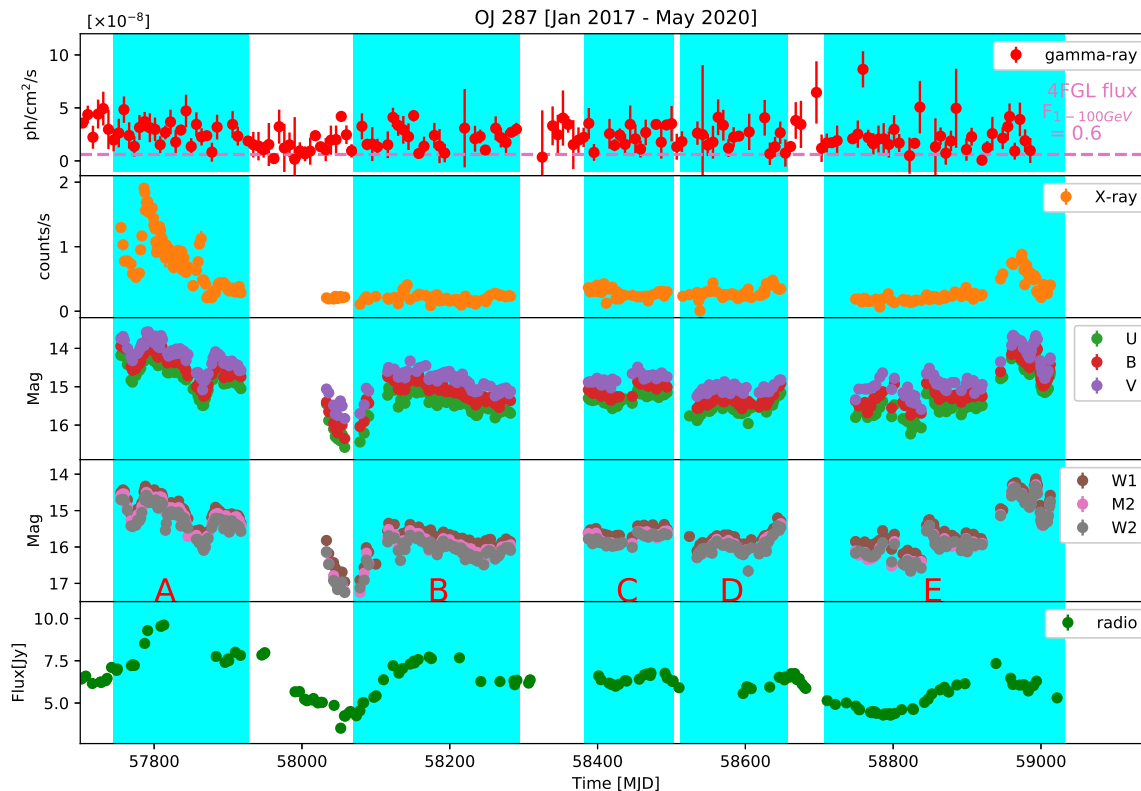 OJ 287 [Jan 2017 - May 2020]
[×10⁻⁸]
ph/cm²/s
10
5
0
gamma-ray
4FGL flux
F₁₋₁₀₀GeV
= 0.6
counts/s
2
1
0
X-ray
Mag
14
15
16
U
B
V
Mag
14
15
16
17
W1
M2
W2
A B C D E
Flux[Jy]
10.0
7.5
5.0
radio
57800 58000 58200 58400 58600 58800 59000
Time [MJD]